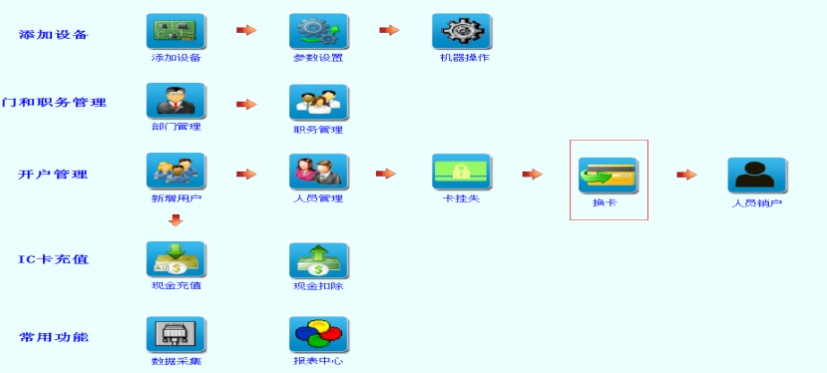 添加设备
添加设备
参数设置
机器操作
门和职务管理
部门管理
职务管理
开户管理
新增用户
人员管理
卡挂失
换卡
人员销户
IC卡充值
现金充值
现金扣除
常用功能
数据采集
报表中心